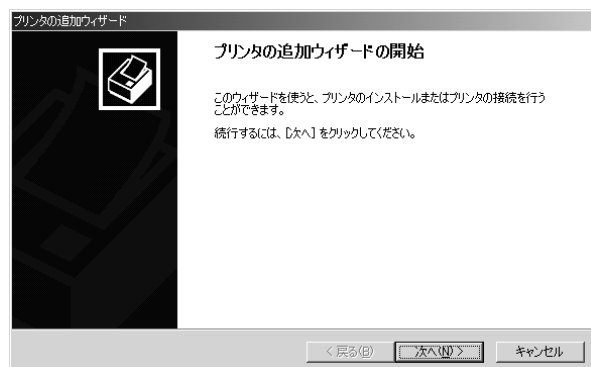 プリンタの追加ウィザード
プリンタの追加ウィザードの開始
このウィザードを使うと、プリンタのインストールまたはプリンタの接続を行う
ことができます。
続行するには、[次へ] をクリックしてください。
< 戻る(B)
次へ(N) >
キャンセル